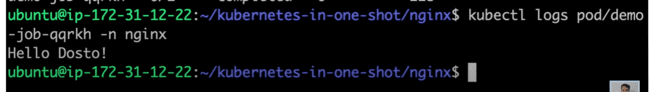 ubuntu@ip-172-31-12-22:~/kubernetes-in-one-shot/nginx$ kubectl logs pod/demo
-job-qqrkh -n nginx
Hello Dosto!
ubuntu@ip-172-31-12-22:~/kubernetes-in-one-shot/nginx$